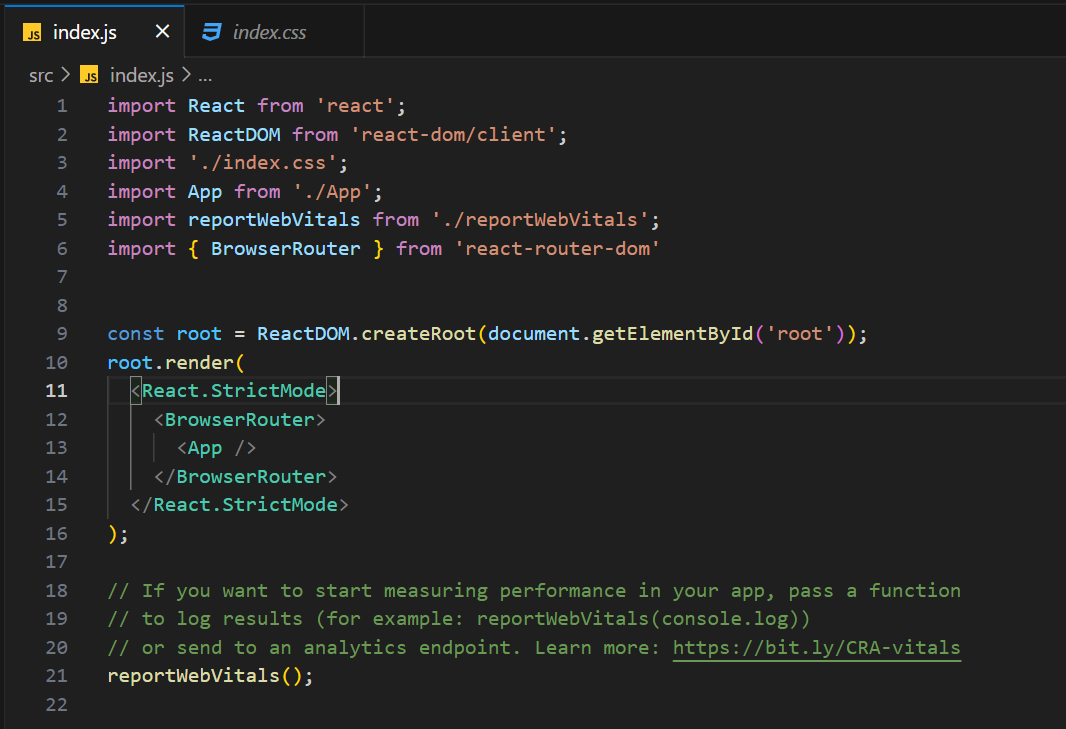 JS index.js × index.css
src > JS index.js > ...
1 import React from 'react';
2 import ReactDOM from 'react-dom/client';
3 import './index.css';
4 import App from './App';
5 import reportWebVitals from './reportWebVitals';
6 import { BrowserRouter } from 'react-router-dom'
7
8
9 const root = ReactDOM.createRoot(document.getElementById('root'));
10 root.render(
11   <React.StrictMode>
12     <BrowserRouter>
13       <App />
14     </BrowserRouter>
15   </React.StrictMode>
16 );
17
18 // If you want to start measuring performance in your app, pass a function
19 // to log results (for example: reportWebVitals(console.log))
20 // or send to an analytics endpoint. Learn more: https://bit.ly/CRA-vitals
21 reportWebVitals();
22